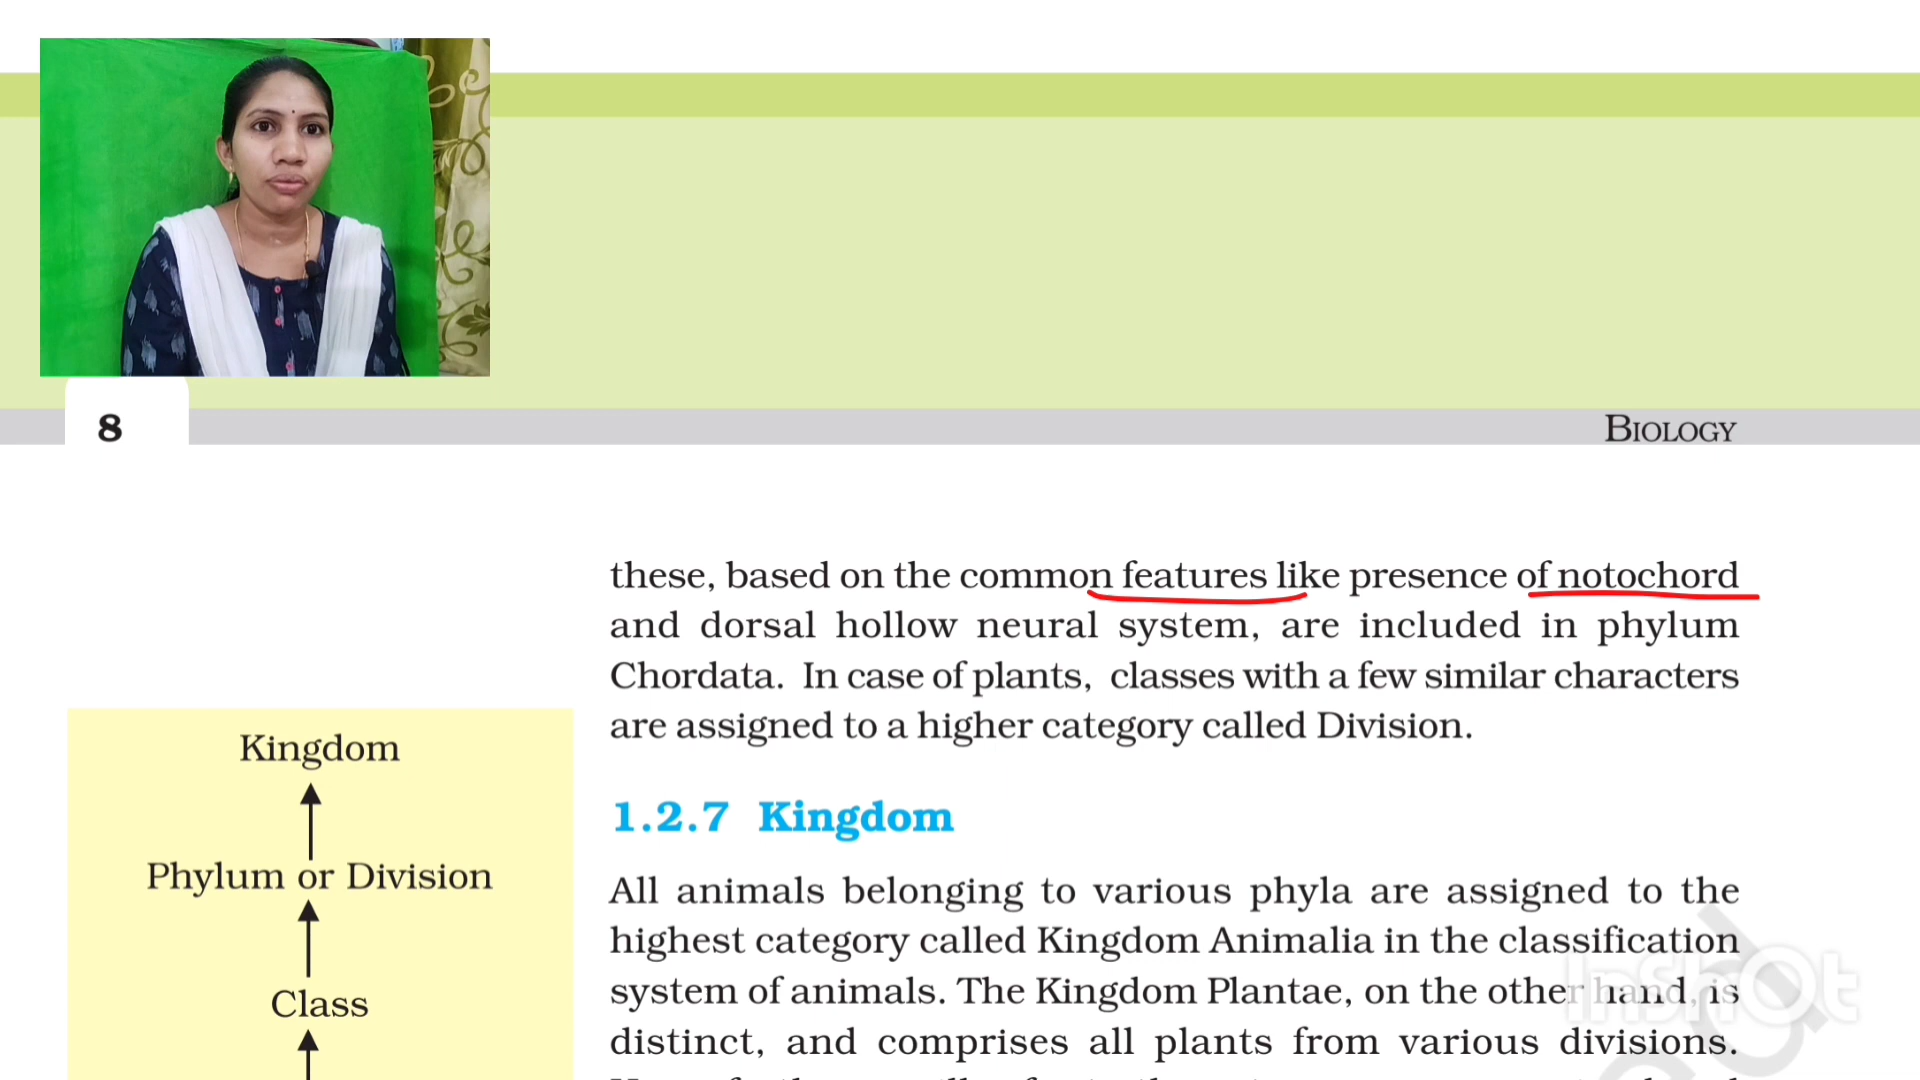 8
BIOLOGY
these, based on the common features like presence of notochord
and dorsal hollow neural system, are included in phylum
Chordata. In case of plants, classes with a few similar characters
are assigned to a higher category called Division.
Kingdom
Phylum or Division
Class
1.2.7 Kingdom
All animals belonging to various phyla are assigned to the
highest category called Kingdom Animalia in the classification
system of animals. The Kingdom Plantae, on the other hand, is
distinct, and comprises all plants from various divisions.
InShot